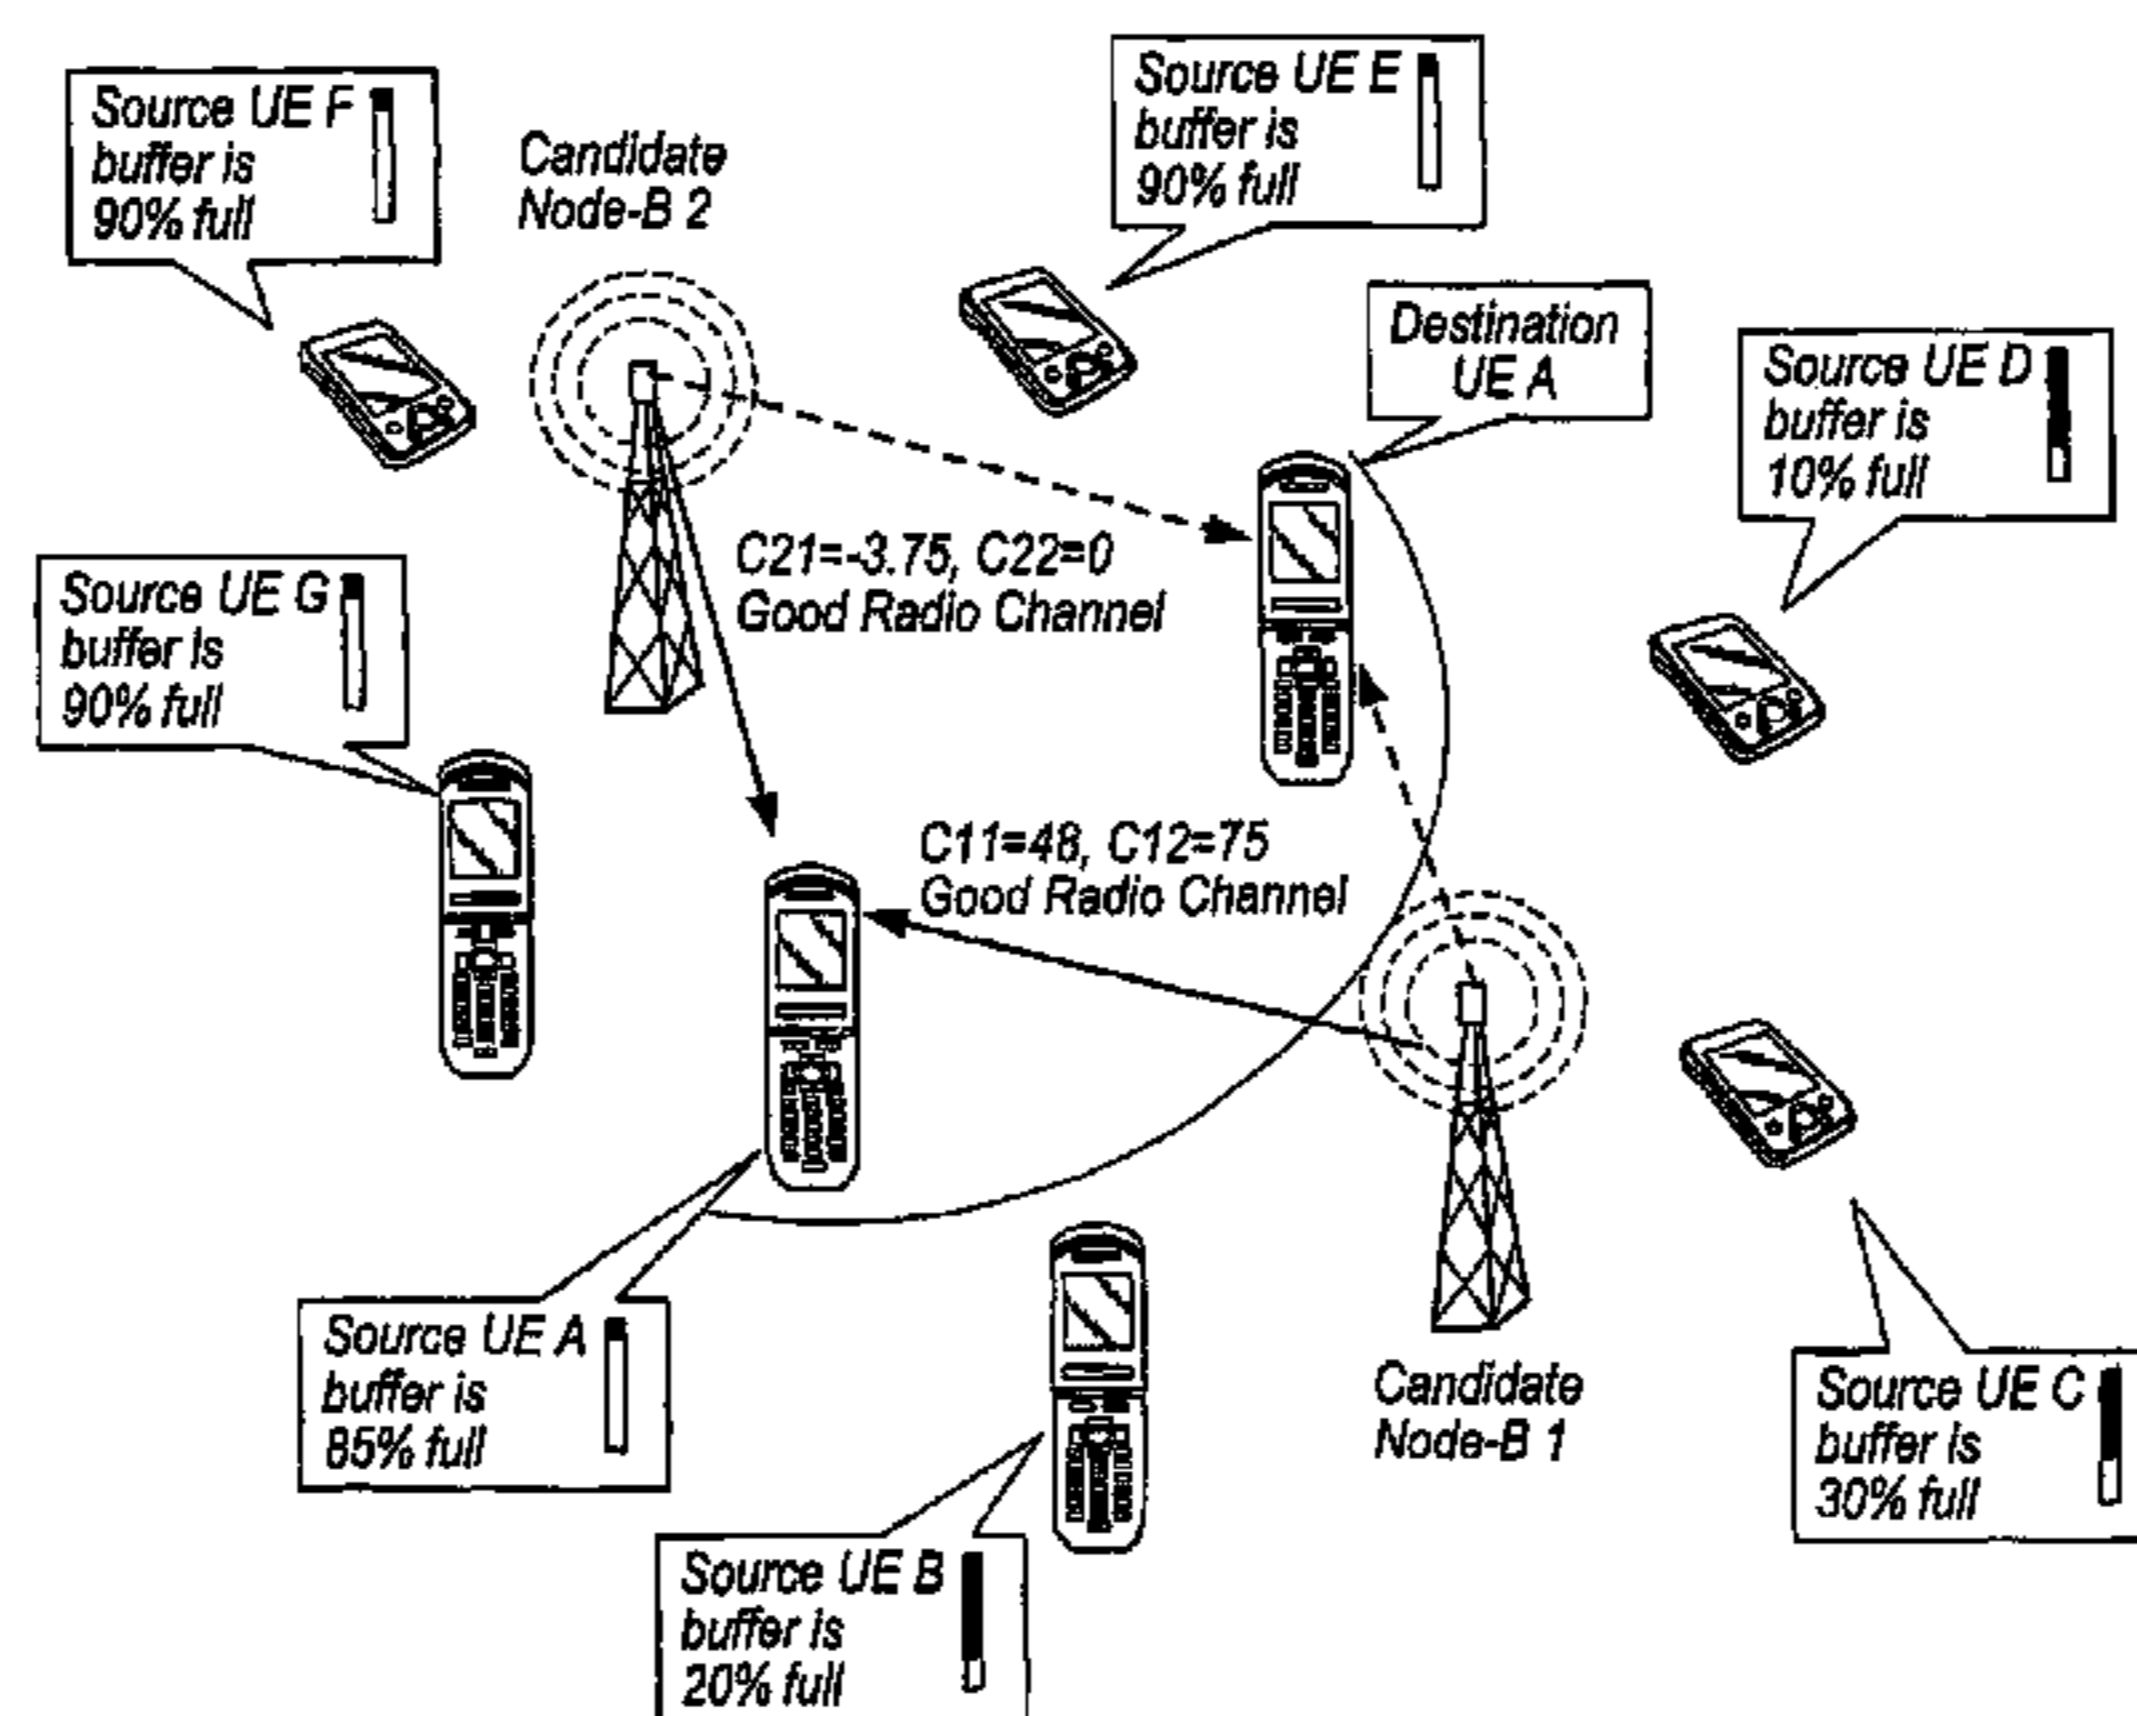 Source UE F
buffer is
90% full
Candidate
Node-B 2
Source UE E
buffer is
90% full
Destination
UE A
Source UE D
buffer is
10% full
C21=-3.75, C22=0
Good Radio Channel
Source UE G
buffer is
90% full
C11=48, C12=75
Good Radio Channel
Source UE A
buffer is
85% full
Candidate
Node-B 1
Source UE C
buffer is
30% full
Source UE B
buffer is
20% full